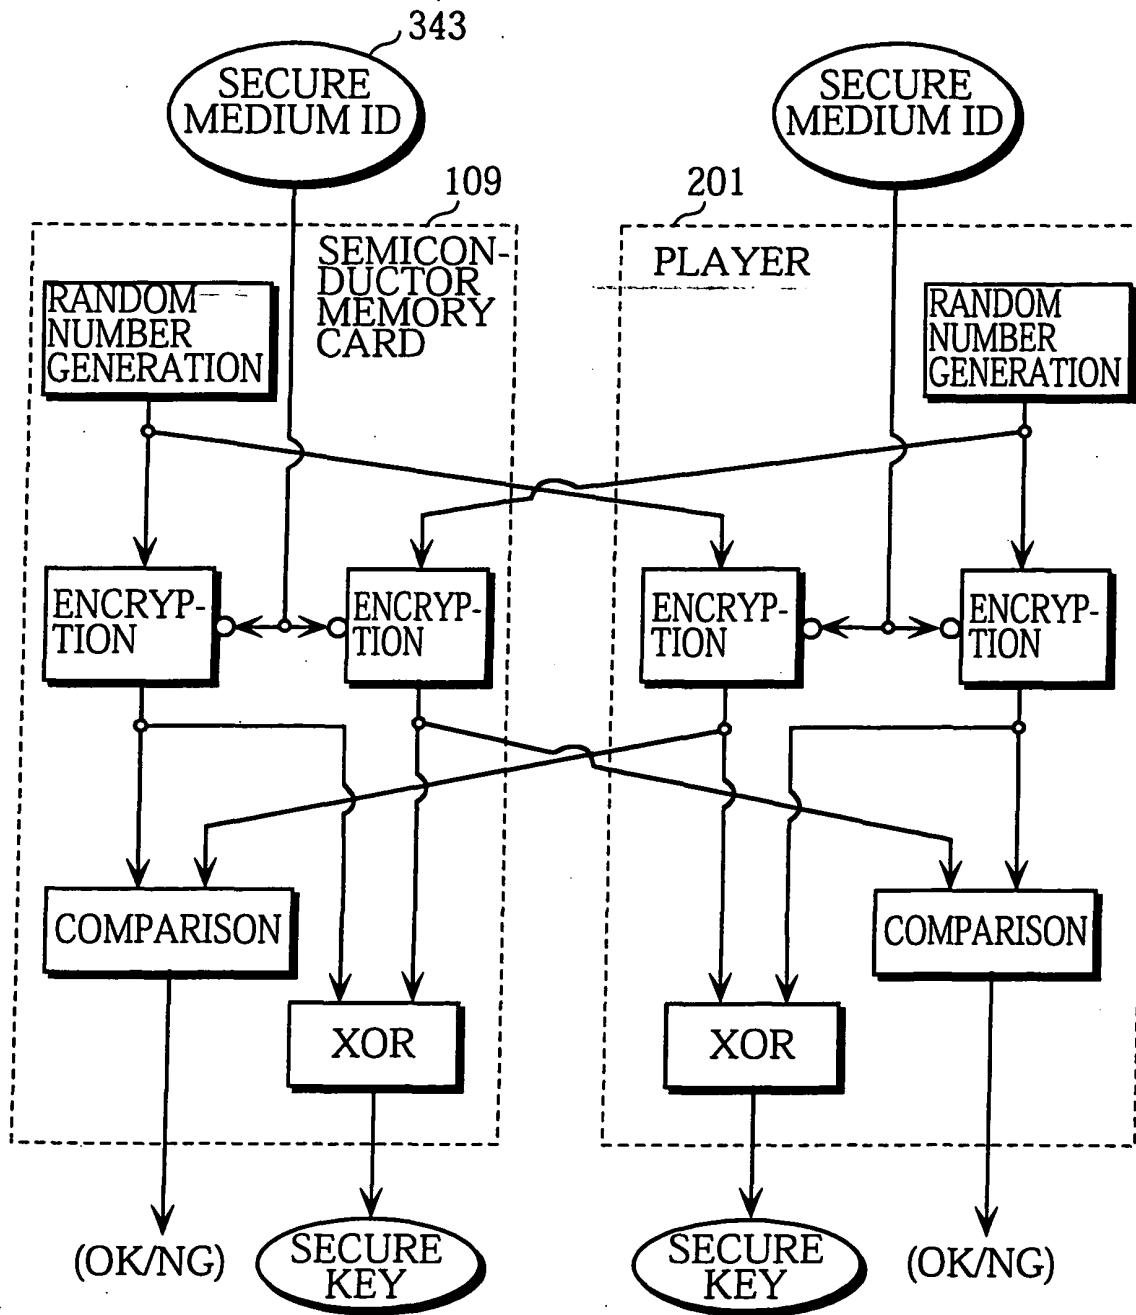 343
SECURE
MEDIUM ID
SECURE
MEDIUM ID
109
201
SEMICON-
DUCTOR
MEMORY
CARD
PLAYER
RANDOM
NUMBER
GENERATION
RANDOM
NUMBER
GENERATION
ENCRYP-
TION
ENCRYP-
TION
ENCRYP-
TION
ENCRYP-
TION
COMPARISON
COMPARISON
XOR
XOR
(OK/NG)
SECURE
KEY
SECURE
KEY
(OK/NG)